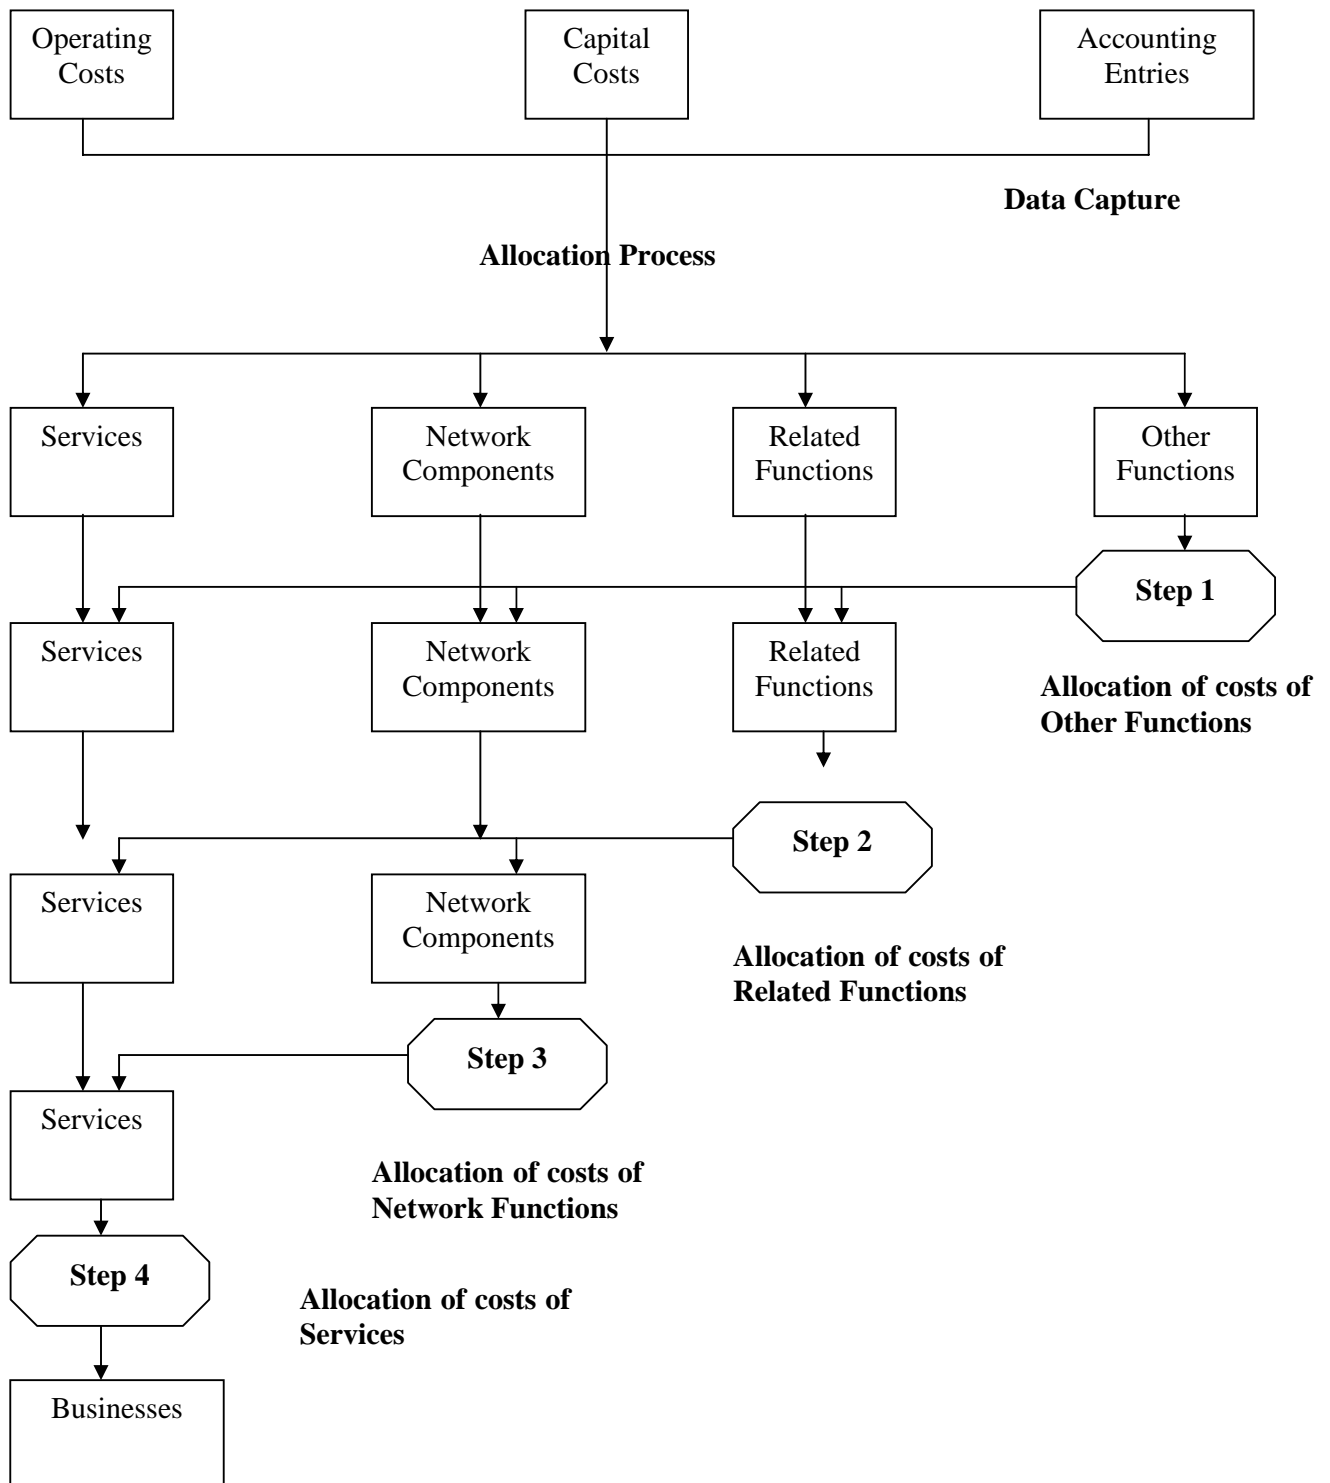 Operating
Costs
Capital
Costs
Accounting
Entries
Data Capture
Allocation Process
Services
Network
Components
Related
Functions
Other
Functions
Step 1
Services
Network
Components
Related
Functions
Allocation of costs of
Other Functions
Step 2
Services
Network
Components
Allocation of costs of
Related Functions
Step 3
Services
Allocation of costs of
Network Functions
Step 4
Allocation of costs of
Services
Businesses